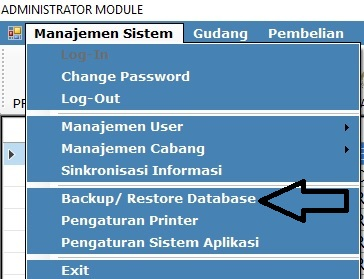 ADMINISTRATOR MODULE
Manajemen Sistem Gudang Pembelian
Log-In
Change Password
Log-Out
Manajemen User
Manajemen Cabang
Sinkronisasi Informasi
Backup/ Restore Database
Pengaturan Printer
Pengaturan Sistem Aplikasi
Exit